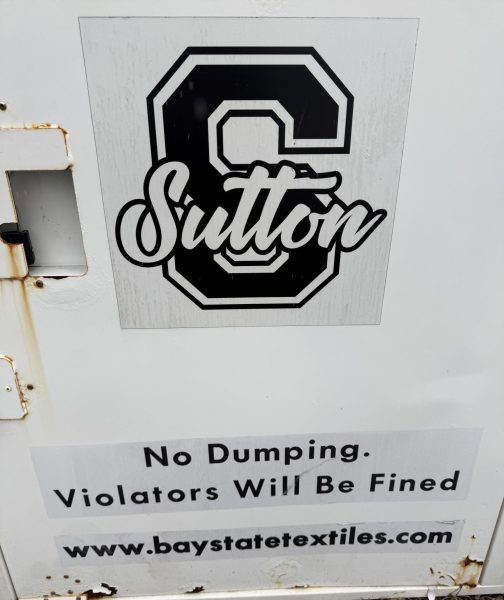 S
Sutton
No Dumping.
Violators Will Be Fined
www.baystatetextiles.com